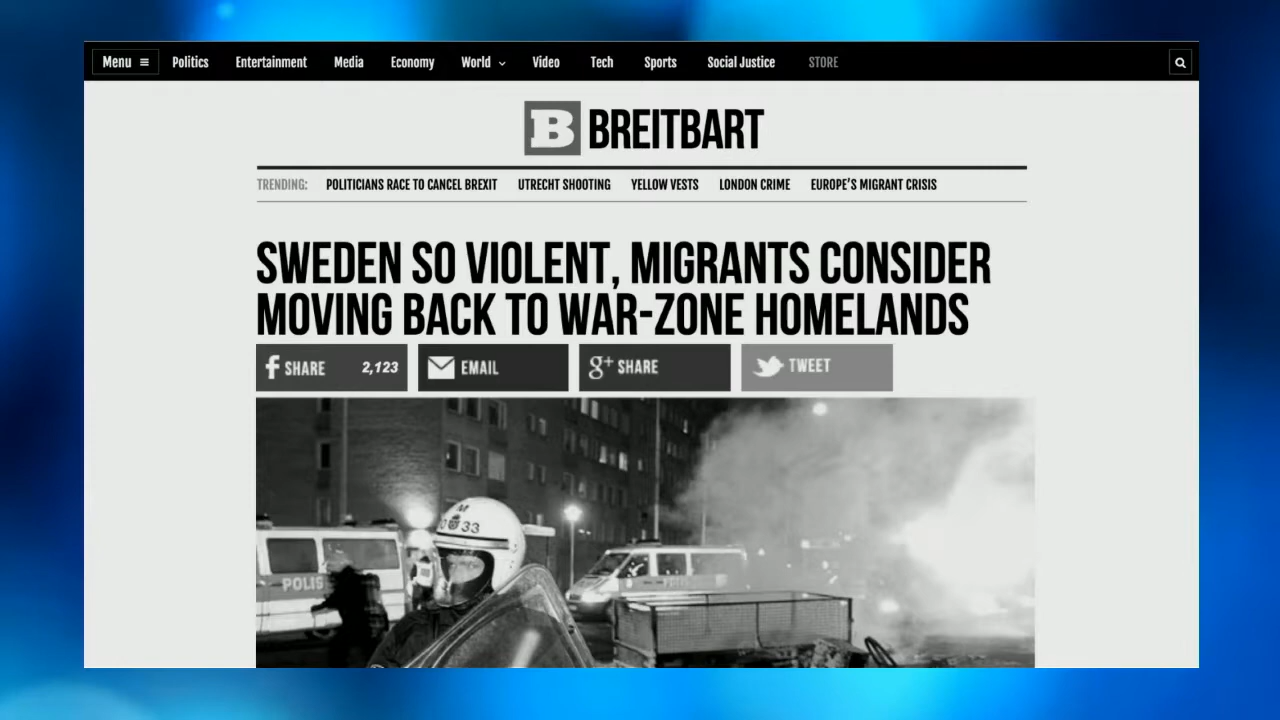 Menu Politics Entertainment Media Economy World Video Tech Sports Social Justice STORE
B BREITBART
TRENDING: POLITICIANS RACE TO CANCEL BREXIT UTRECHT SHOOTING YELLOW VESTS LONDON CRIME EUROPE'S MIGRANT CRISIS
SWEDEN SO VIOLENT, MIGRANTS CONSIDER
MOVING BACK TO WAR-ZONE HOMELANDS
f SHARE 2,123 EMAIL g+ SHARE TWEET
M
33
POLIS